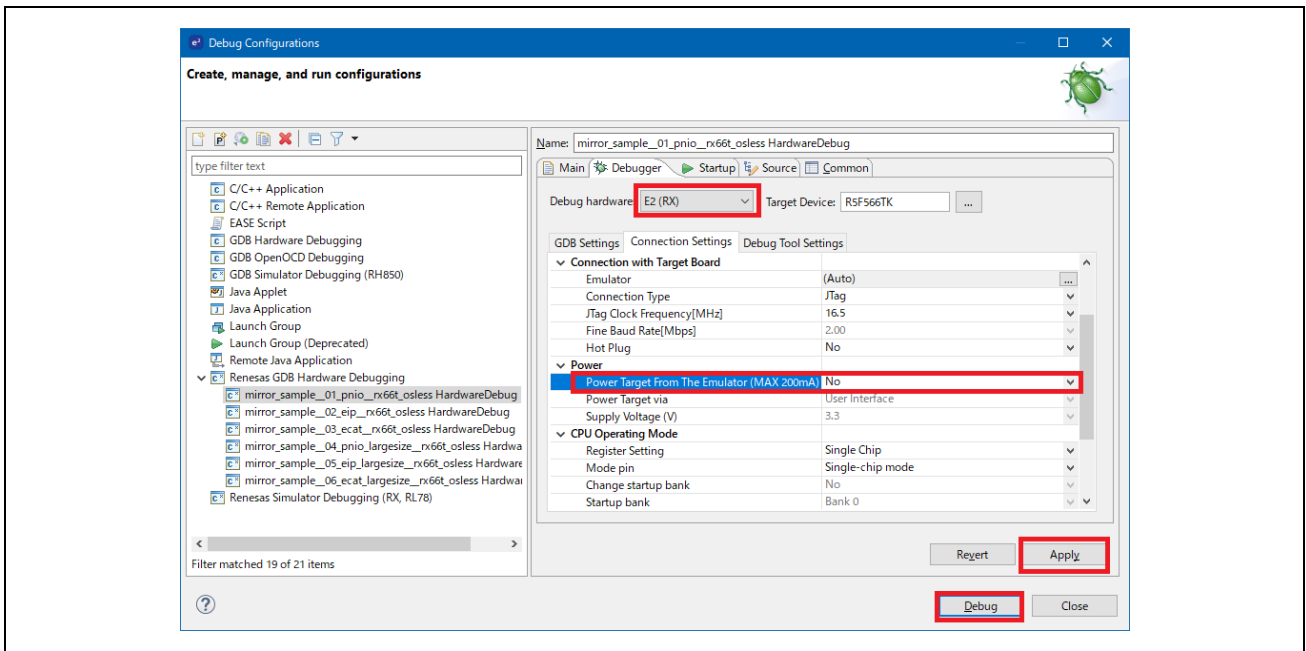 e² Debug Configurations
Create, manage, and run configurations
type filter text
C/C++ Application
C/C++ Remote Application
EASE Script
GDB Hardware Debugging
GDB OpenOCD Debugging
GDB Simulator Debugging (RH850)
Java Applet
Java Application
Launch Group
Launch Group (Deprecated)
Remote Java Application
Renesas GDB Hardware Debugging
mirror_sample__01_pnio__rx66t_osless HardwareDebug
mirror_sample__02_eip__rx66t_osless HardwareDebug
mirror_sample__03_ecat__rx66t_osless HardwareDebug
mirror_sample__04_pnio_largesize__rx66t_osless Hardwa
mirror_sample__05_eip_largesize__rx66t_osless Hardware
mirror_sample__06_ecat_largesize__rx66t_osless Hardwar
Renesas Simulator Debugging (RX, RL78)
Filter matched 19 of 21 items
Name: mirror_sample__01_pnio__rx66t_osless HardwareDebug
Main Debugger Startup Source Common
Debug hardware: E2 (RX) Target Device: R5F566TK ...
GDB Settings Connection Settings Debug Tool Settings
Connection with Target Board
Emulator (Auto) ...
Connection Type JTag
JTag Clock Frequency[MHz] 16.5
Fine Baud Rate[Mbps] 2.00
Hot Plug No
Power
Power Target From The Emulator (MAX 200mA) No
Power Target via User Interface
Supply Voltage (V) 3.3
CPU Operating Mode
Register Setting Single Chip
Mode pin Single-chip mode
Change startup bank No
Startup bank Bank 0
Revert Apply
? Debug Close